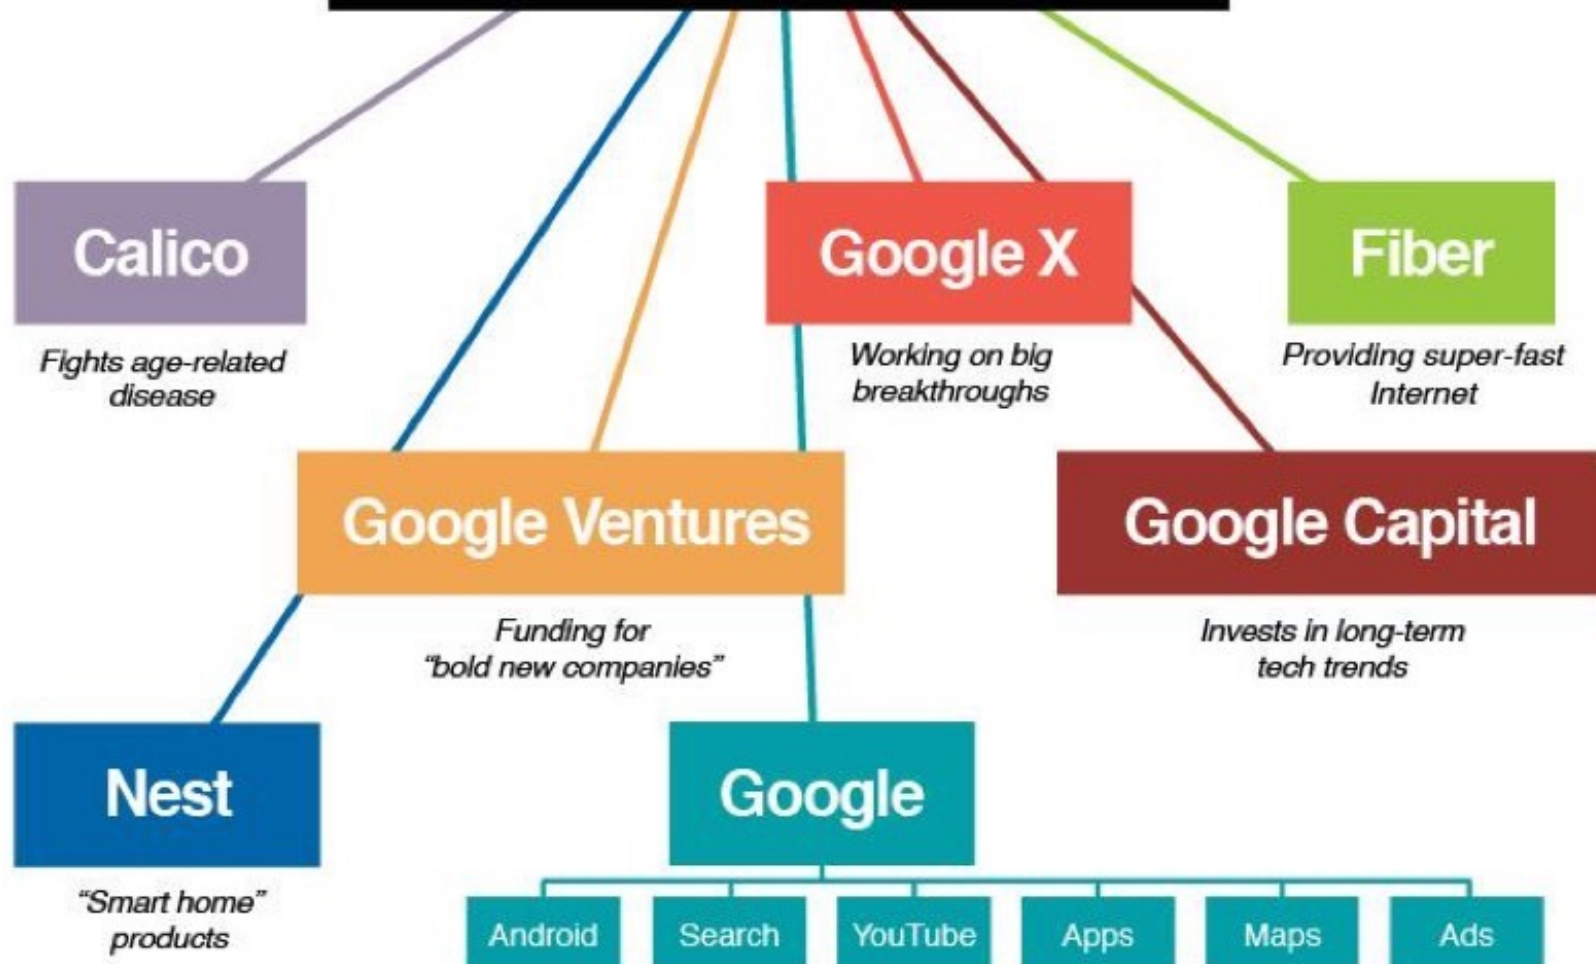 Calico
Fights age-related
disease
Google X
Working on big
breakthroughs
Fiber
Providing super-fast
Internet
Google Ventures
Funding for
“bold new companies”
Google Capital
Invests in long-term
tech trends
Nest
“Smart home”
products
Google
Android
Search
YouTube
Apps
Maps
Ads